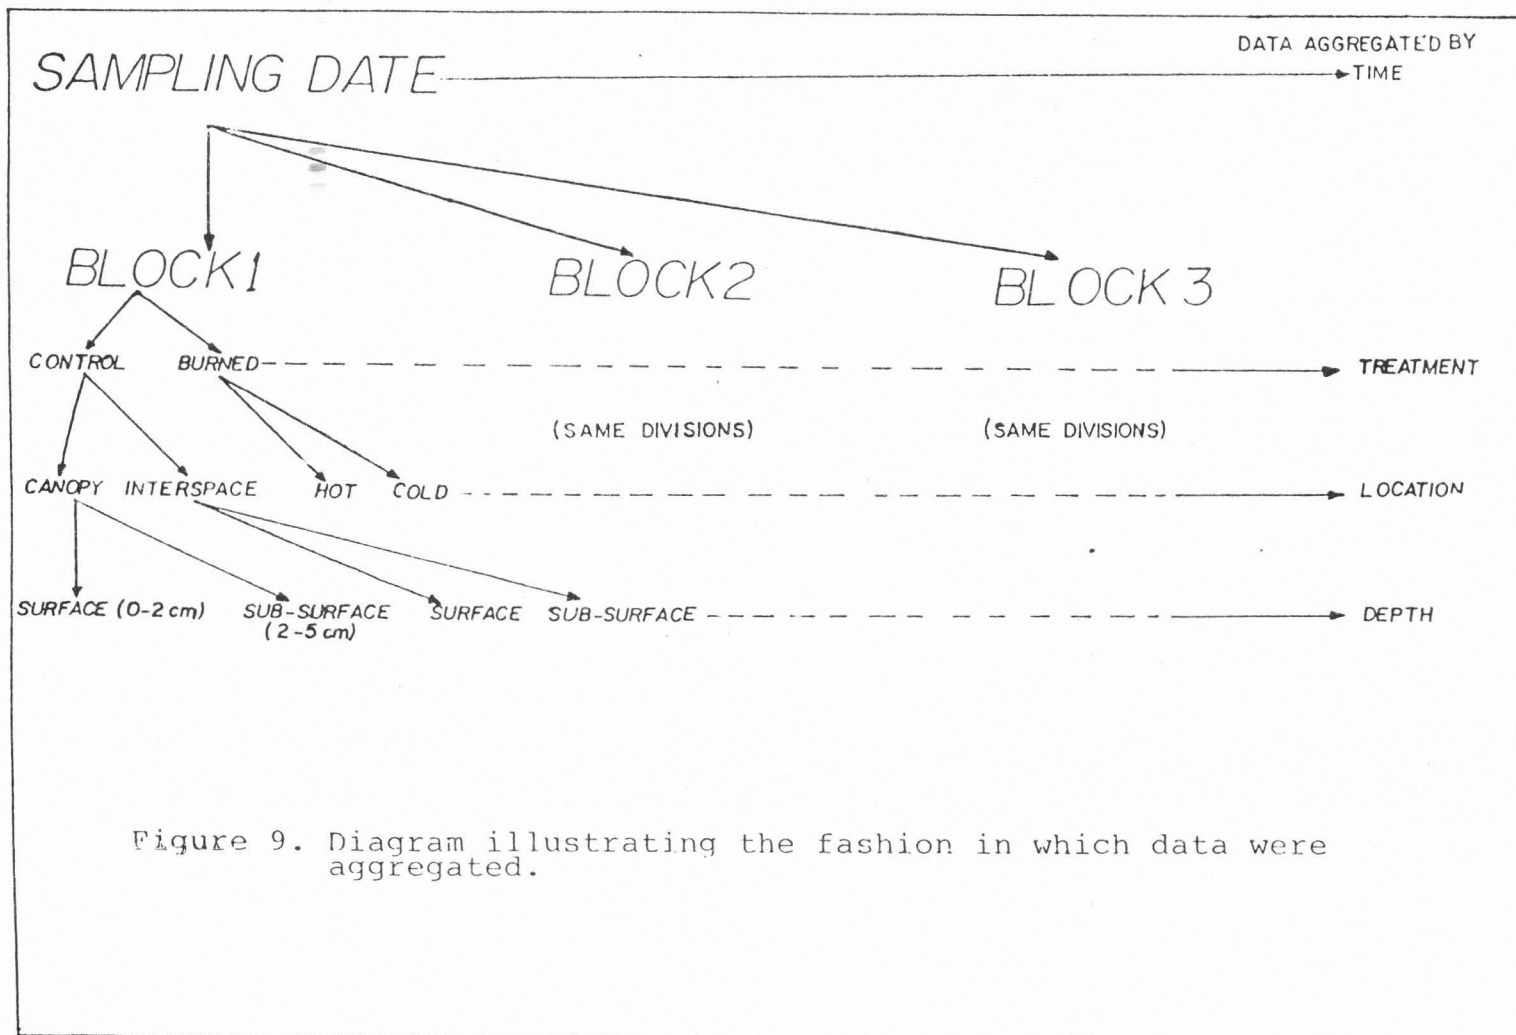 DATA AGGREGATED BY
SAMPLING DATE TIME
BLOCK1 BLOCK2 BLOCK 3
CONTROL BURNED TREATMENT
(SAME DIVISIONS) (SAME DIVISIONS)
CANOPY INTERSPACE HOT COLD LOCATION
SURFACE (0-2 cm) SUB-SURFACE SURFACE SUB-SURFACE DEPTH
(2-5 cm)
Figure 9. Diagram illustrating the fashion in which data were
aggregated.